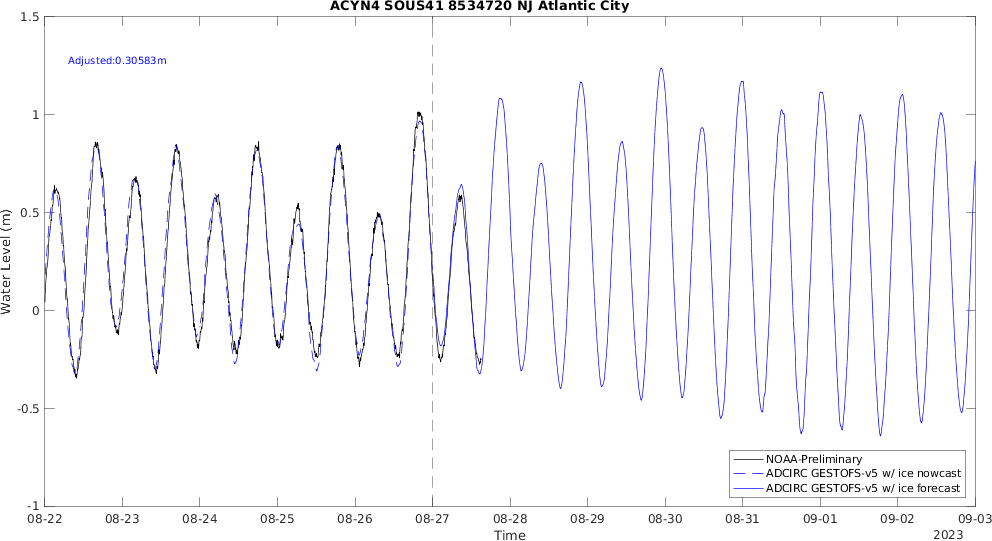 ACYN4 SOUS41 8534720 NJ Atlantic City
1.5
Adjusted:0.30583m
1
0.5
0
-0.5
-1
Water Level (m)
NOAA-Preliminary
ADCIRC GESTOFS-v5 w/ ice nowcast
ADCIRC GESTOFS-v5 w/ ice forecast
08-22 08-23 08-24 08-25 08-26 08-27 08-28 08-29 08-30 08-31 09-01 09-02 09-03
Time
2023